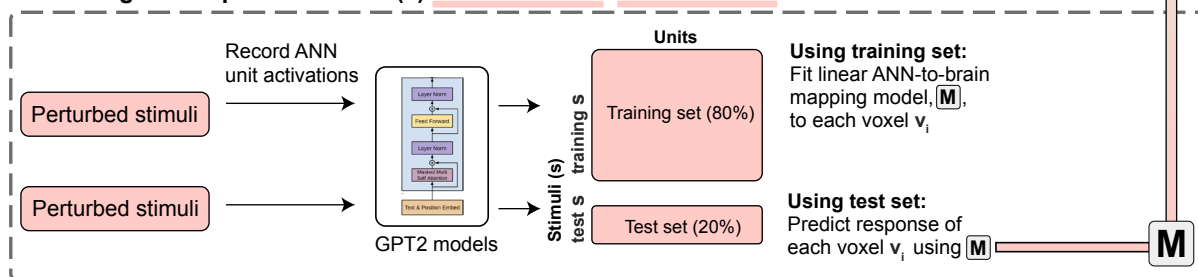 Record ANN
unit activations
Perturbed stimuli
Perturbed stimuli
Layer Norm
Feed Forward
Layer Norm
Masked Multi
Self Attention
Text & Position Embed
GPT2 models
Units
Stimuli (s)
training s
test s
Training set (80%)
Test set (20%)
Using training set:
Fit linear ANN-to-brain
mapping model, M,
to each voxel vi
Using test set:
Predict response of
each voxel vi using M
M